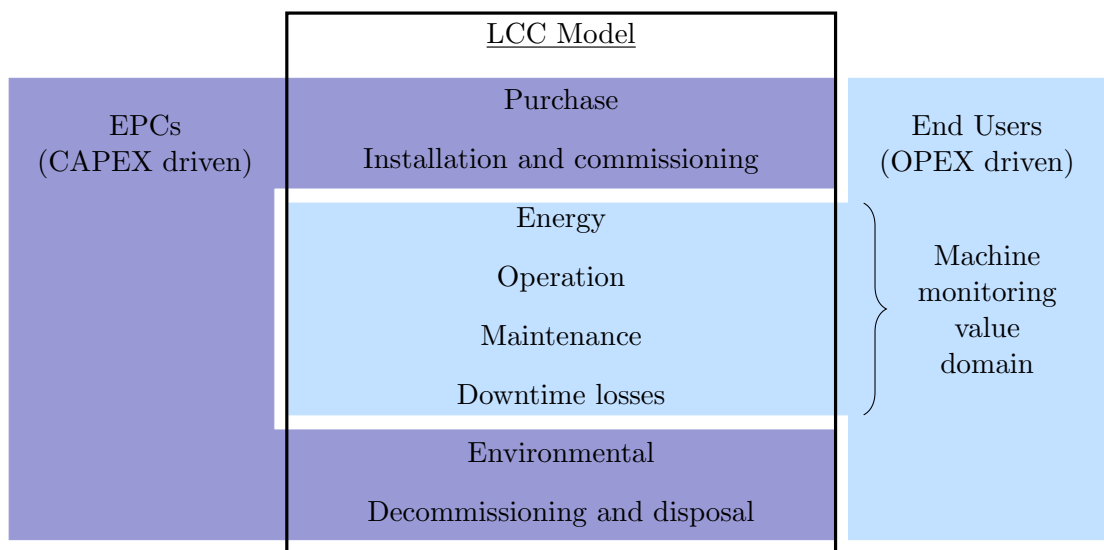 LCC Model
EPCs
(CAPEX driven)
Purchase
Installation and commissioning
Energy
Operation
Maintenance
Downtime losses
Environmental
Decommissioning and disposal
End Users
(OPEX driven)
Machine
monitoring
value
domain